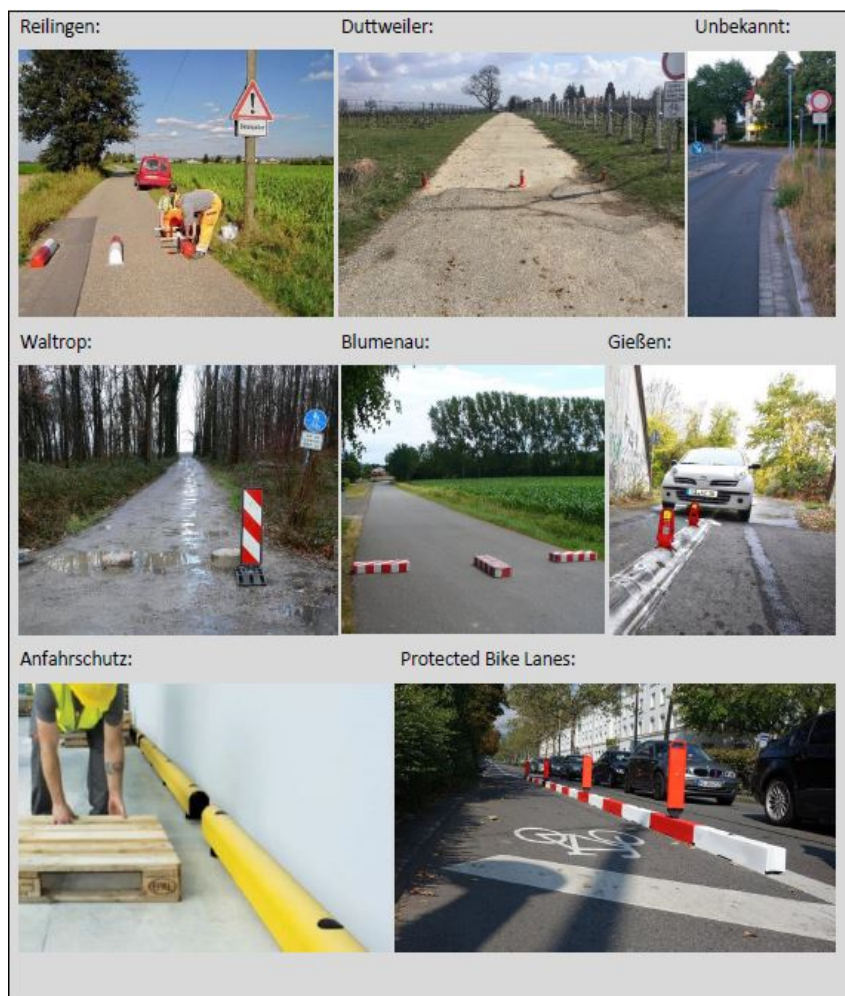 Reilingen:
Duttweiler:
Unbekannt:
Waltrop:
Blumenau:
Gießen:
Anfahrschutz:
Protected Bike Lanes: